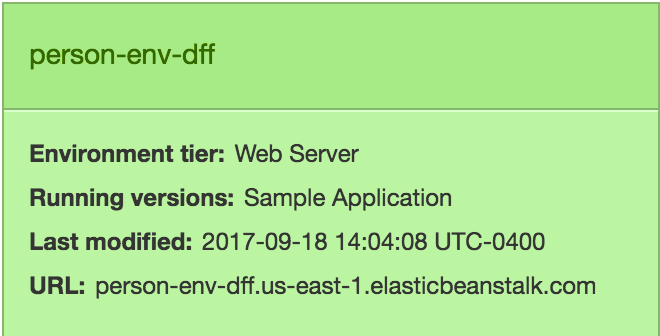 person-env-dff
Environment tier: Web Server
Running versions: Sample Application
Last modified: 2017-09-18 14:04:08 UTC-0400
URL: person-env-dff.us-east-1.elasticbeanstalk.com